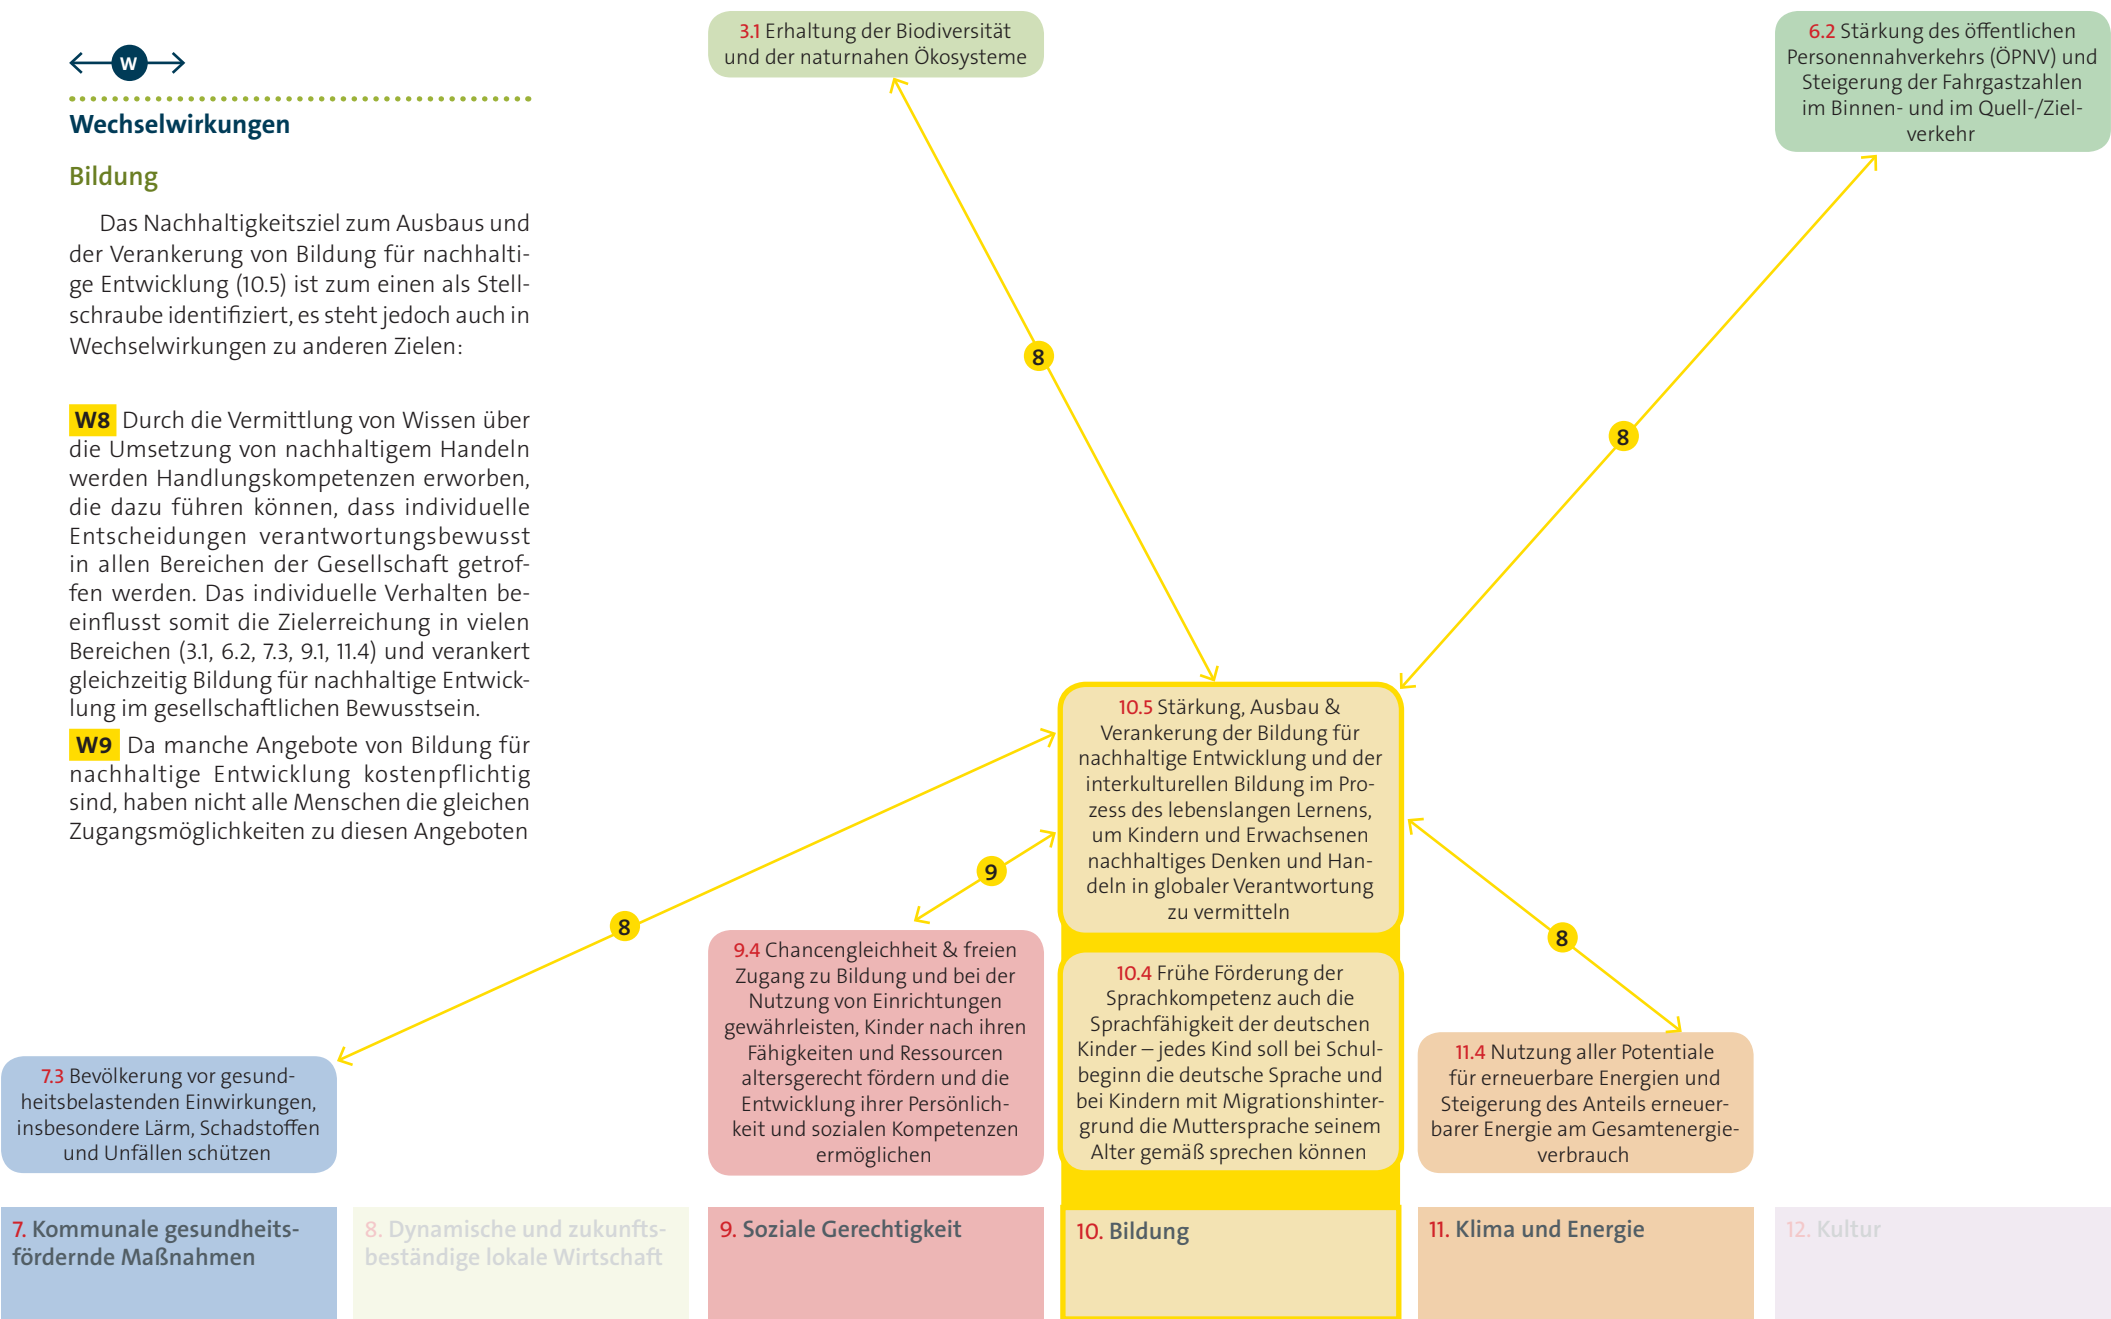 W
Wechselwirkungen
Bildung
Das Nachhaltigkeitsziel zum Ausbaus und
der Verankerung von Bildung für nachhalti-
ge Entwicklung (10.5) ist zum einen als Stell-
schraube identifiziert, es steht jedoch auch in
Wechselwirkungen zu anderen Zielen:
W8 Durch die Vermittlung von Wissen über
die Umsetzung von nachhaltigem Handeln
werden Handlungskompetenzen erworben,
die dazu führen können, dass individuelle
Entscheidungen verantwortungsbewusst
in allen Bereichen der Gesellschaft getrof-
fen werden. Das individuelle Verhalten be-
einflusst somit die Zielerreichung in vielen
Bereichen (3.1, 6.2, 7.3, 9.1, 11.4) und verankert
gleichzeitig Bildung für nachhaltige Entwick-
lung im gesellschaftlichen Bewusstsein.
W9 Da manche Angebote von Bildung für
nachhaltige Entwicklung kostenpflichtig
sind, haben nicht alle Menschen die gleichen
Zugangsmöglichkeiten zu diesen Angeboten
3.1 Erhaltung der Biodiversität
und der naturnahen Ökosysteme
6.2 Stärkung des öffentlichen
Personennahverkehrs (ÖPNV) und
Steigerung der Fahrgastzahlen
im Binnen- und im Quell-/Ziel-
verkehr
8
8
10.5 Stärkung, Ausbau &
Verankerung der Bildung für
nachhaltige Entwicklung und der
interkulturellen Bildung im Pro-
zess des lebenslangen Lernens,
um Kindern und Erwachsenen
nachhaltiges Denken und Han-
deln in globaler Verantwortung
zu vermitteln
9
8
8
7.3 Bevölkerung vor gesund-
heitsbelastenden Einwirkungen,
insbesondere Lärm, Schadstoffen
und Unfällen schützen
9.4 Chancengleichheit & freien
Zugang zu Bildung und bei der
Nutzung von Einrichtungen
gewährleisten, Kinder nach ihren
Fähigkeiten und Ressourcen
altersgerecht fördern und die
Entwicklung ihrer Persönlich-
keit und sozialen Kompetenzen
ermöglichen
10.4 Frühe Förderung der
Sprachkompetenz auch die
Sprachfähigkeit der deutschen
Kinder – jedes Kind soll bei Schul-
beginn die deutsche Sprache und
bei Kindern mit Migrationshinter-
grund die Muttersprache seinem
Alter gemäß sprechen können
11.4 Nutzung aller Potentiale
für erneuerbare Energien und
Steigerung des Anteils erneuer-
barer Energie am Gesamtenergie-
verbrauch
7. Kommunale gesundheits-
fördernde Maßnahmen
8. Dynamische und zukunfts-
beständige lokale Wirtschaft
9. Soziale Gerechtigkeit
10. Bildung
11. Klima und Energie
12. Kultur